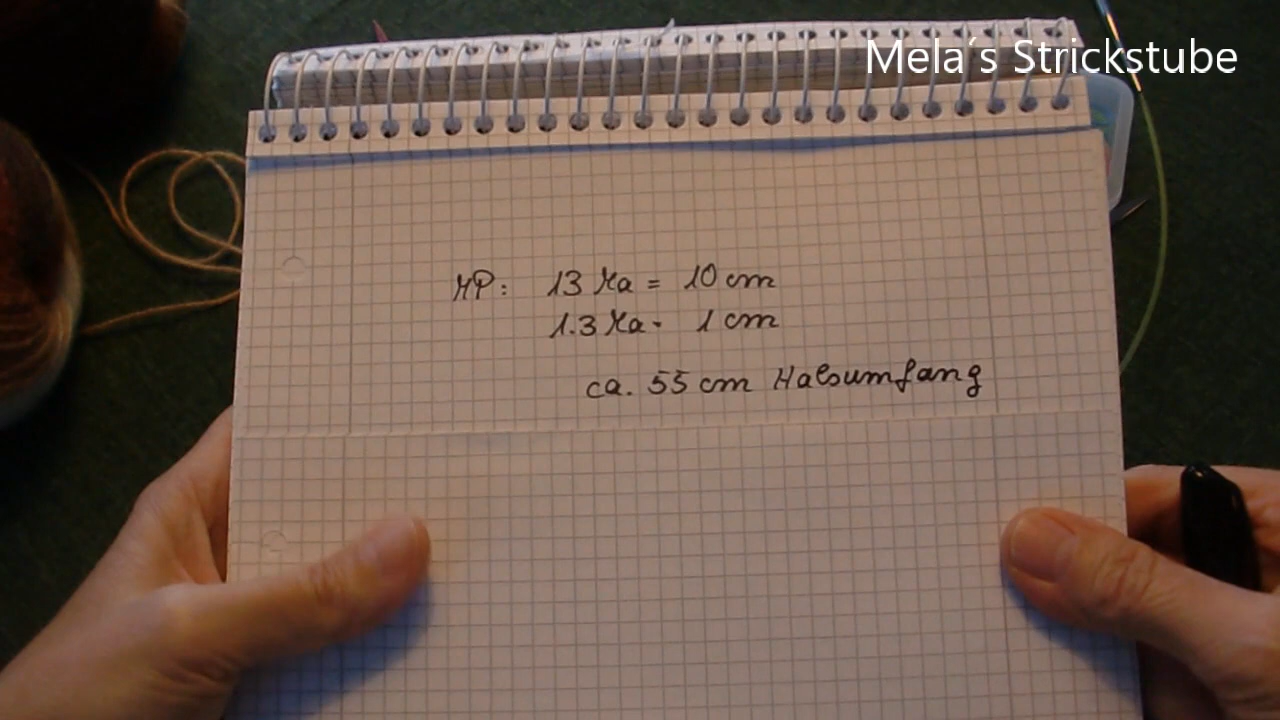 Mela´s Strickstube
MP: 13 Ma = 10 cm
1.3 Ma - 1 cm
ca. 55 cm Halsumfang